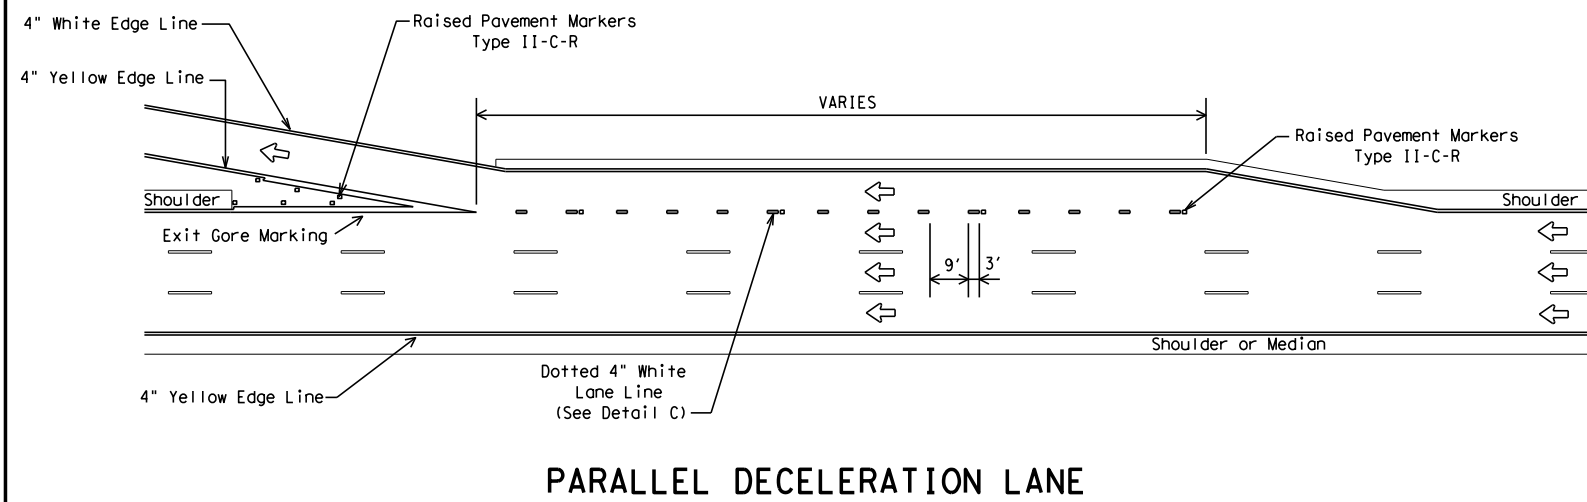 4" White Edge Line
Raised Pavement Markers
Type II-C-R
4" Yellow Edge Line
VARIES
Raised Pavement Markers
Type II-C-R
Shoulder
Shoulder
Exit Gore Marking
9'
3'
Shoulder or Median
Dotted 4" White
Lane Line
(See Detail C)
4" Yellow Edge Line
PARALLEL DECELERATION LANE